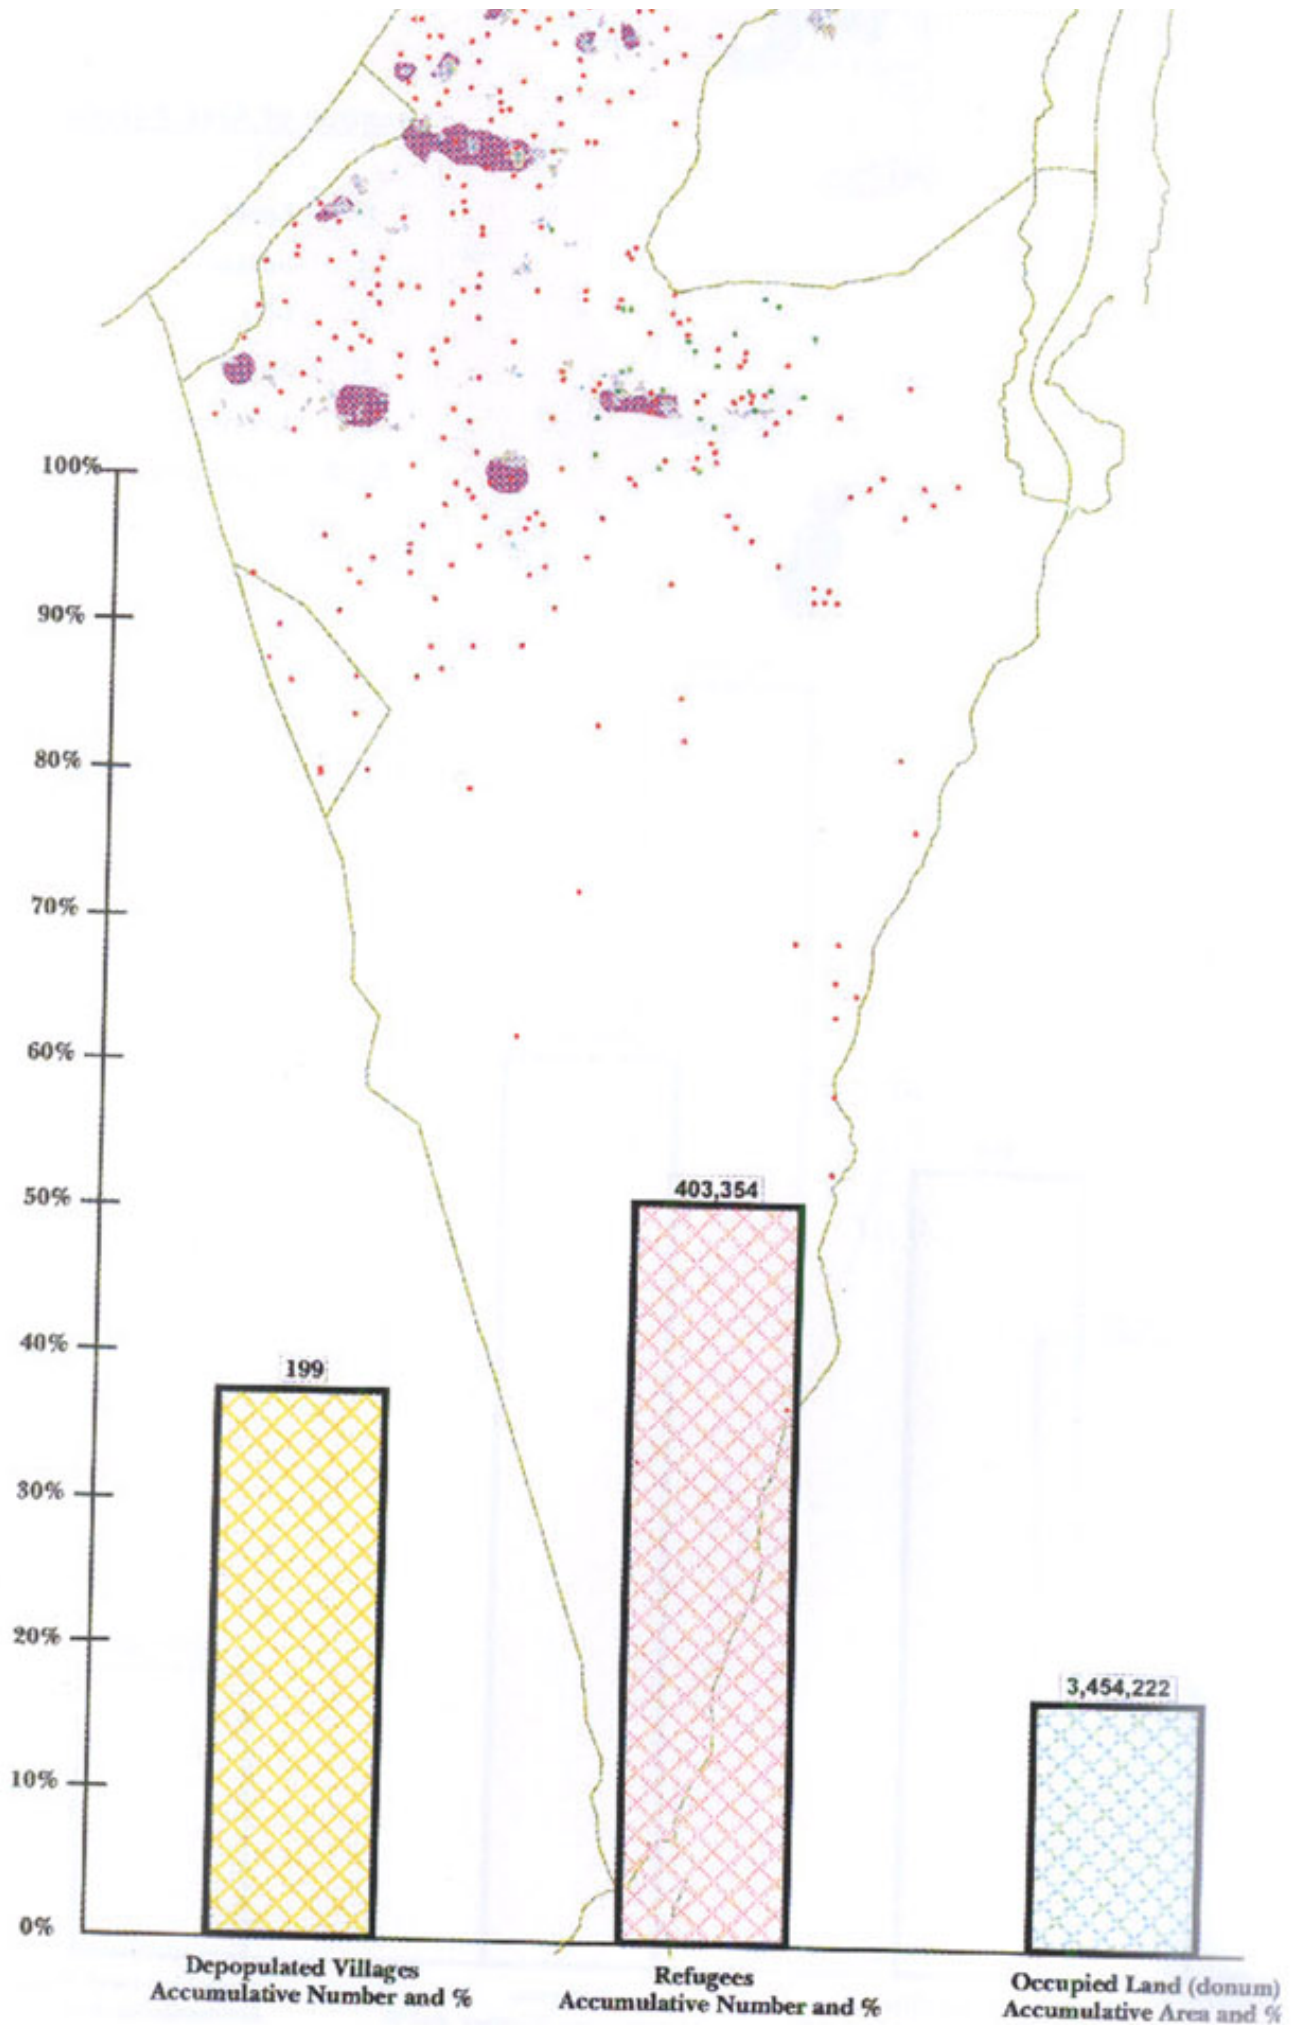 100%
90%
80%
70%
60%
50%
403,354
40%
199
30%
20%
3,454,222
10%
0%
Depopulated Villages
Accumulative Number and %
Refugees
Accumulative Number and %
Occupied Land (donum)
Accumulative Area and %